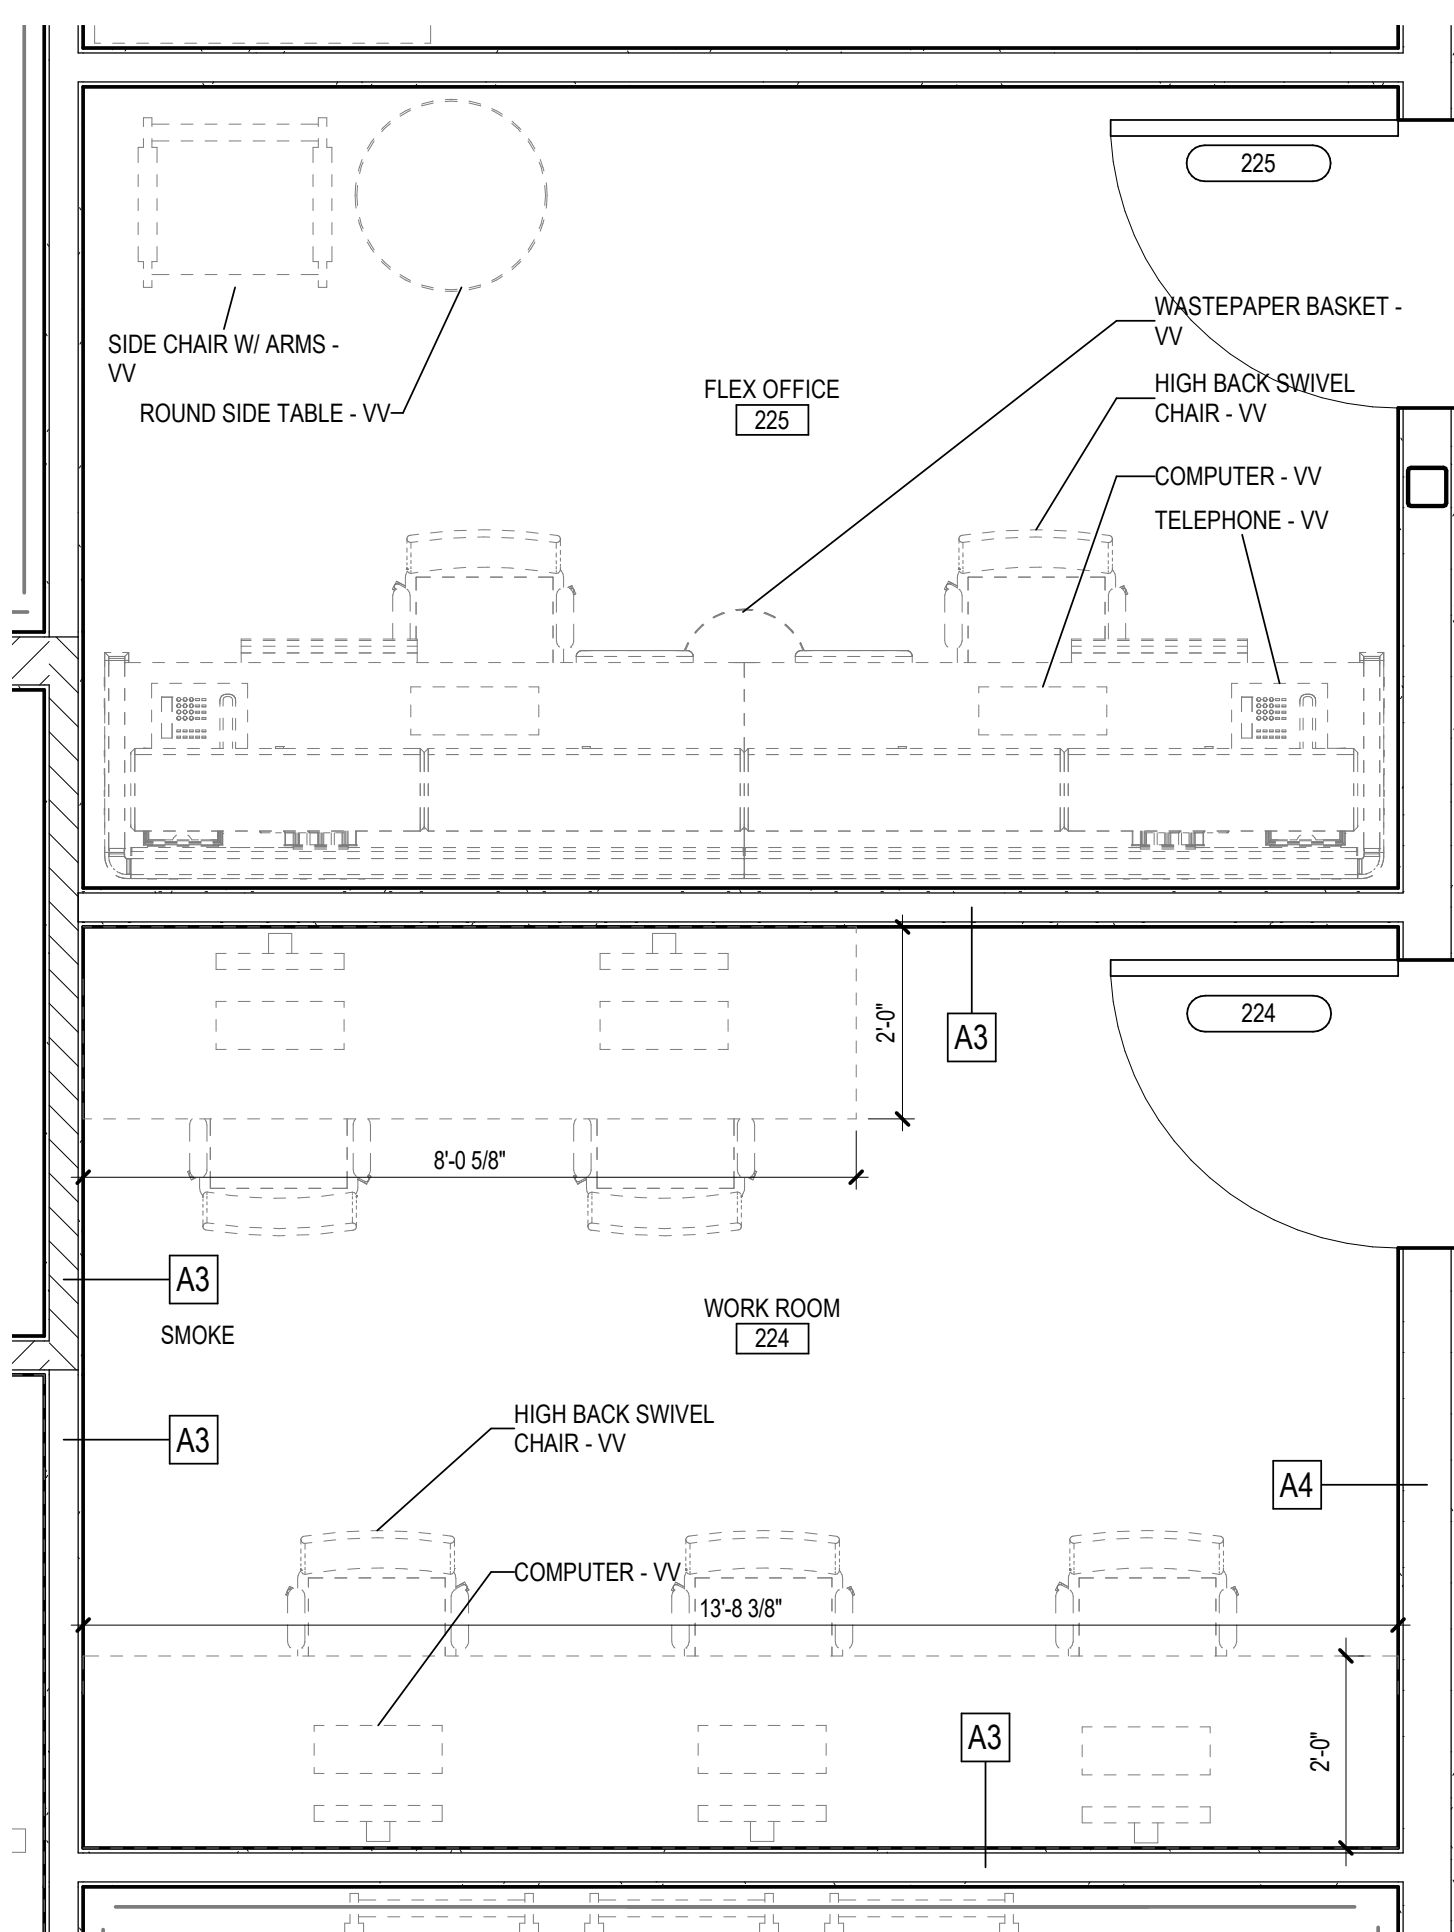 225
WASTEPAPER BASKET -
VV
SIDE CHAIR W/ ARMS -
VV
FLEX OFFICE
225
HIGH BACK SWIVEL
CHAIR - VV
ROUND SIDE TABLE - VV
COMPUTER - VV
TELEPHONE - VV
2'-0"
A3
224
8'-0 5/8"
A3
SMOKE
WORK ROOM
224
A3
HIGH BACK SWIVEL
CHAIR - VV
A4
COMPUTER - VV
13'-8 3/8"
A3
2'-0"